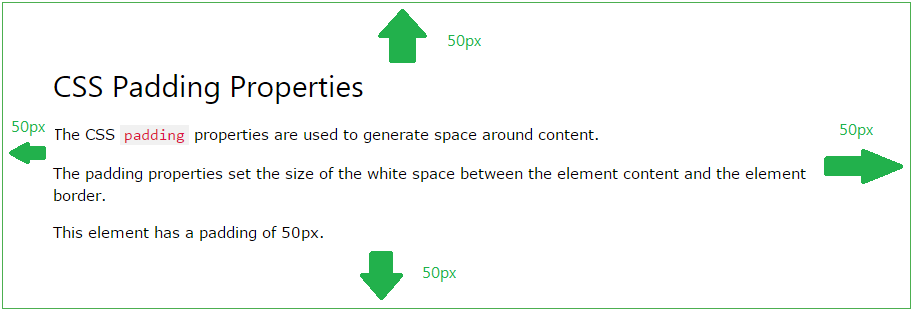 50px
CSS Padding Properties
50px
The CSS padding properties are used to generate space around content.
50px
The padding properties set the size of the white space between the element content and the element
border.
This element has a padding of 50px.
50px